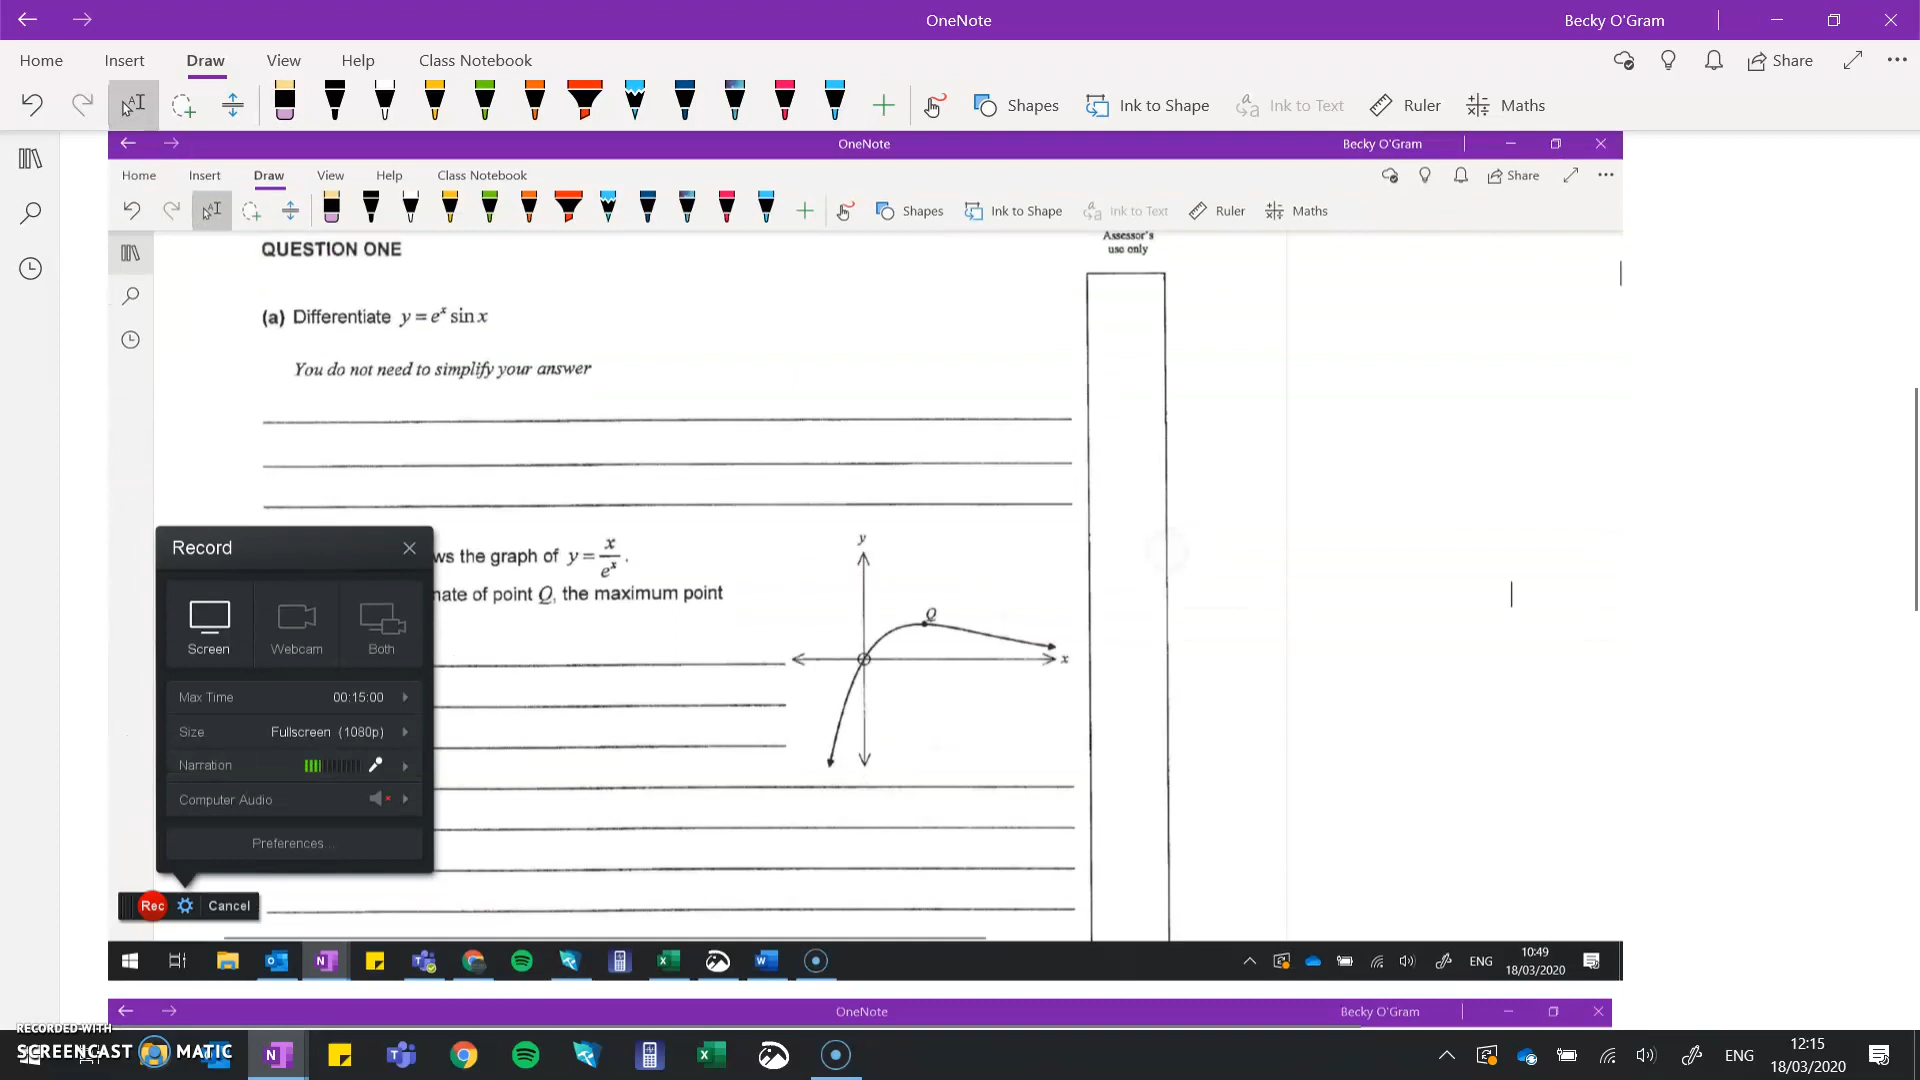 OneNote
Becky O'Gram
Home Insert Draw View Help Class Notebook
Share
Shapes Ink to Shape Ink to Text Ruler Maths
OneNote
Becky O'Gram
Home Insert Draw View Help Class Notebook
Share
Shapes Ink to Shape Ink to Text Ruler Maths
Assessor's
use only
QUESTION ONE
(a) Differentiate y = e^x sin x
You do not need to simplify your answer
ws the graph of y = x/e^x .
nate of point Q, the maximum point
y
Q
x
Record
Screen Webcam Both
Max Time 00:15:00
Size Fullscreen (1080p)
Narration
Computer Audio
Preferences...
Rec Cancel
ENG
10:49
18/03/2020
OneNote
Becky O'Gram
RECORDED WITH
SCREENCAST MATIC
ENG
12:15
18/03/2020